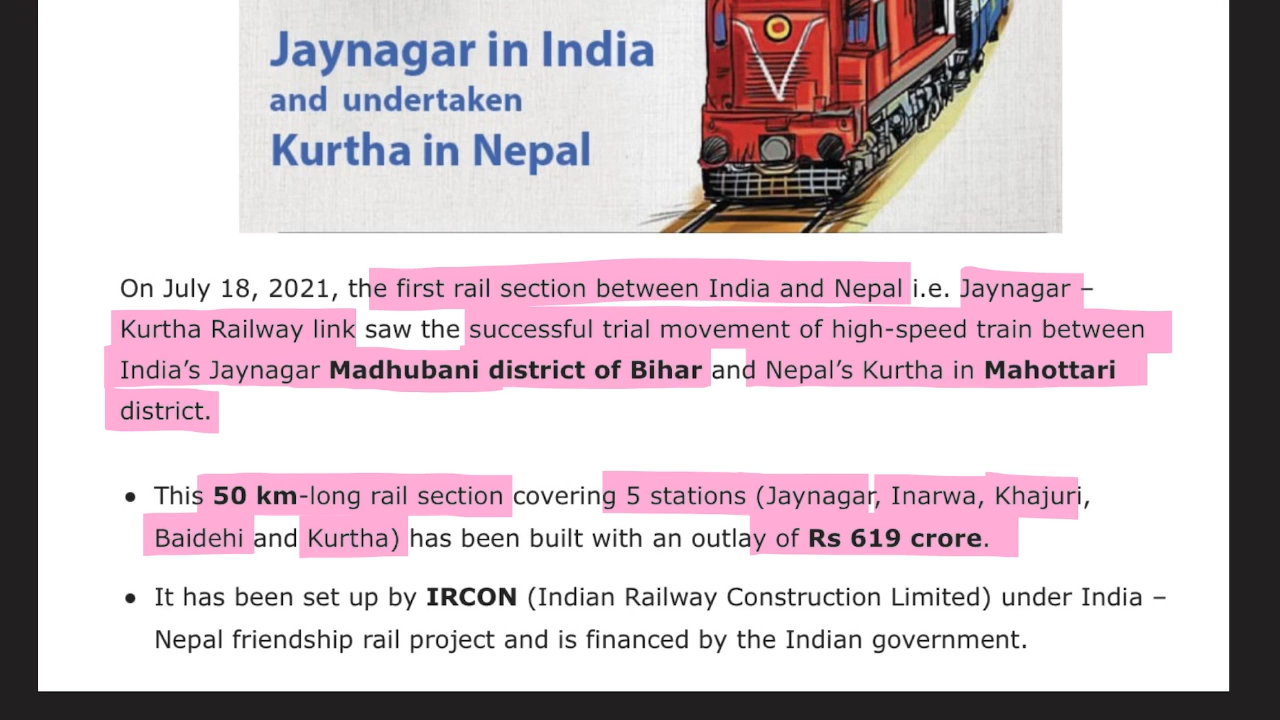 Jaynagar in India
and undertaken
Kurtha in Nepal
On July 18, 2021, the first rail section between India and Nepal i.e. Jaynagar –
Kurtha Railway link saw the successful trial movement of high-speed train between
India’s Jaynagar Madhubani district of Bihar and Nepal’s Kurtha in Mahottari
district.
● This 50 km-long rail section covering 5 stations (Jaynagar, Inarwa, Khajuri,
Baidehi and Kurtha) has been built with an outlay of Rs 619 crore.
● It has been set up by IRCON (Indian Railway Construction Limited) under India –
Nepal friendship rail project and is financed by the Indian government.